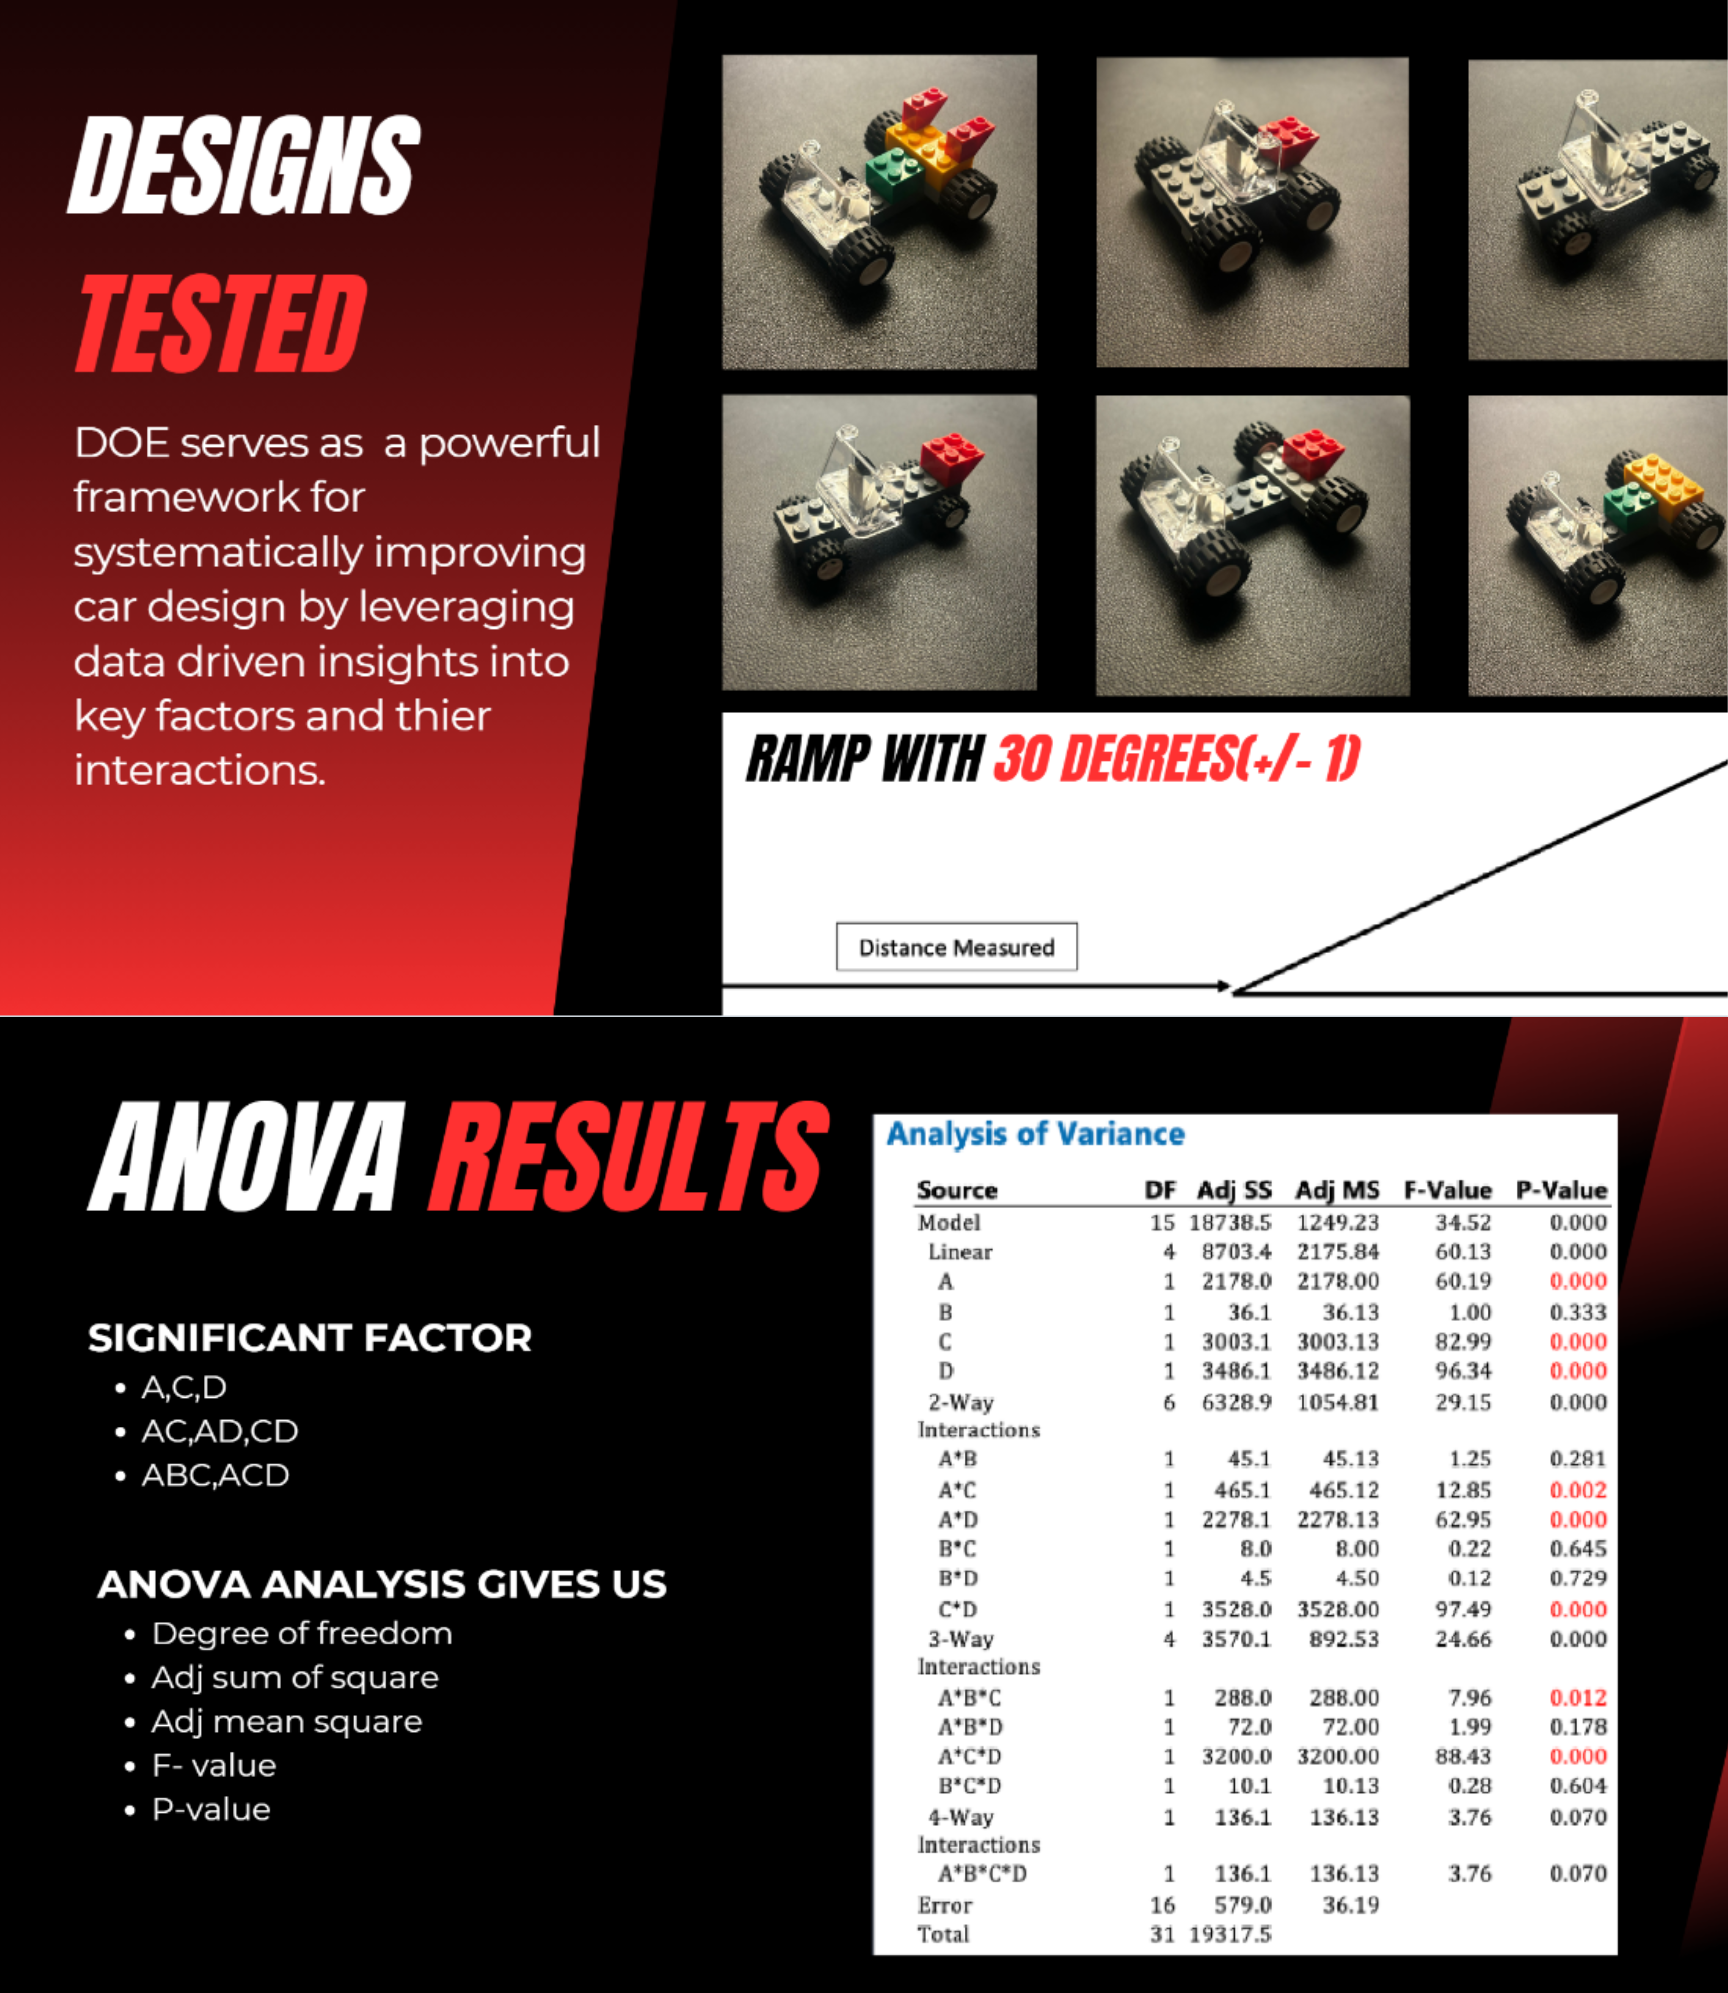 DESIGNS
TESTED
DOE serves as a powerful
framework for
systematically improving
car design by leveraging
data driven insights into
key factors and thier
interactions.
RAMP WITH 30 DEGREES(+/- 1)
Distance Measured
ANOVA RESULTS
SIGNIFICANT FACTOR
• A,C,D
• AC,AD,CD
• ABC,ACD
ANOVA ANALYSIS GIVES US
• Degree of freedom
• Adj sum of square
• Adj mean square
• F- value
• P-value
Analysis of Variance
Source DF Adj SS Adj MS F-Value P-Value
Model 15 18738.5 1249.23 34.52 0.000
Linear 4 8703.4 2175.84 60.13 0.000
A 1 2178.0 2178.00 60.19 0.000
B 1 36.1 36.13 1.00 0.333
C 1 3003.1 3003.13 82.99 0.000
D 1 3486.1 3486.12 96.34 0.000
2-Way 6 6328.9 1054.81 29.15 0.000
Interactions
A*B 1 45.1 45.13 1.25 0.281
A*C 1 465.1 465.12 12.85 0.002
A*D 1 2278.1 2278.13 62.95 0.000
B*C 1 8.0 8.00 0.22 0.645
B*D 1 4.5 4.50 0.12 0.729
C*D 1 3528.0 3528.00 97.49 0.000
3-Way 4 3570.1 892.53 24.66 0.000
Interactions
A*B*C 1 288.0 288.00 7.96 0.012
A*B*D 1 72.0 72.00 1.99 0.178
A*C*D 1 3200.0 3200.00 88.43 0.000
B*C*D 1 10.1 10.13 0.28 0.604
4-Way 1 136.1 136.13 3.76 0.070
Interactions
A*B*C*D 1 136.1 136.13 3.76 0.070
Error 16 579.0 36.19
Total 31 19317.5